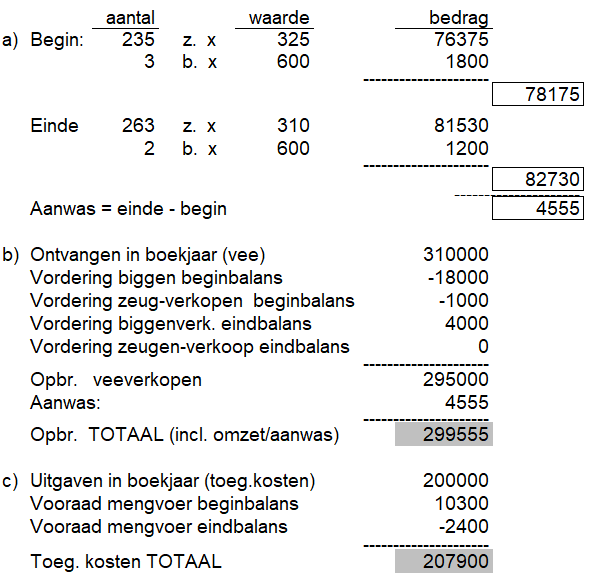 aantal waarde bedrag
a) Begin: 235 z. x 325 76375
3 b. x 600 1800
78175
Einde 263 z. x 310 81530
2 b. x 600 1200
82730
Aanwas = einde - begin 4555
b) Ontvangen in boekjaar (vee) 310000
Vordering biggen beginbalans -18000
Vordering zeug-verkopen beginbalans -1000
Vordering biggenverk. eindbalans 4000
Vordering zeugen-verkoop eindbalans 0
Opbr. veeverkopen 295000
Aanwas: 4555
Opbr. TOTAAL (incl. omzet/aanwas) 299555
c) Uitgaven in boekjaar (toeg.kosten) 200000
Vooraad mengvoer beginbalans 10300
Vooraad mengvoer eindbalans -2400
Toeg. kosten TOTAAL 207900